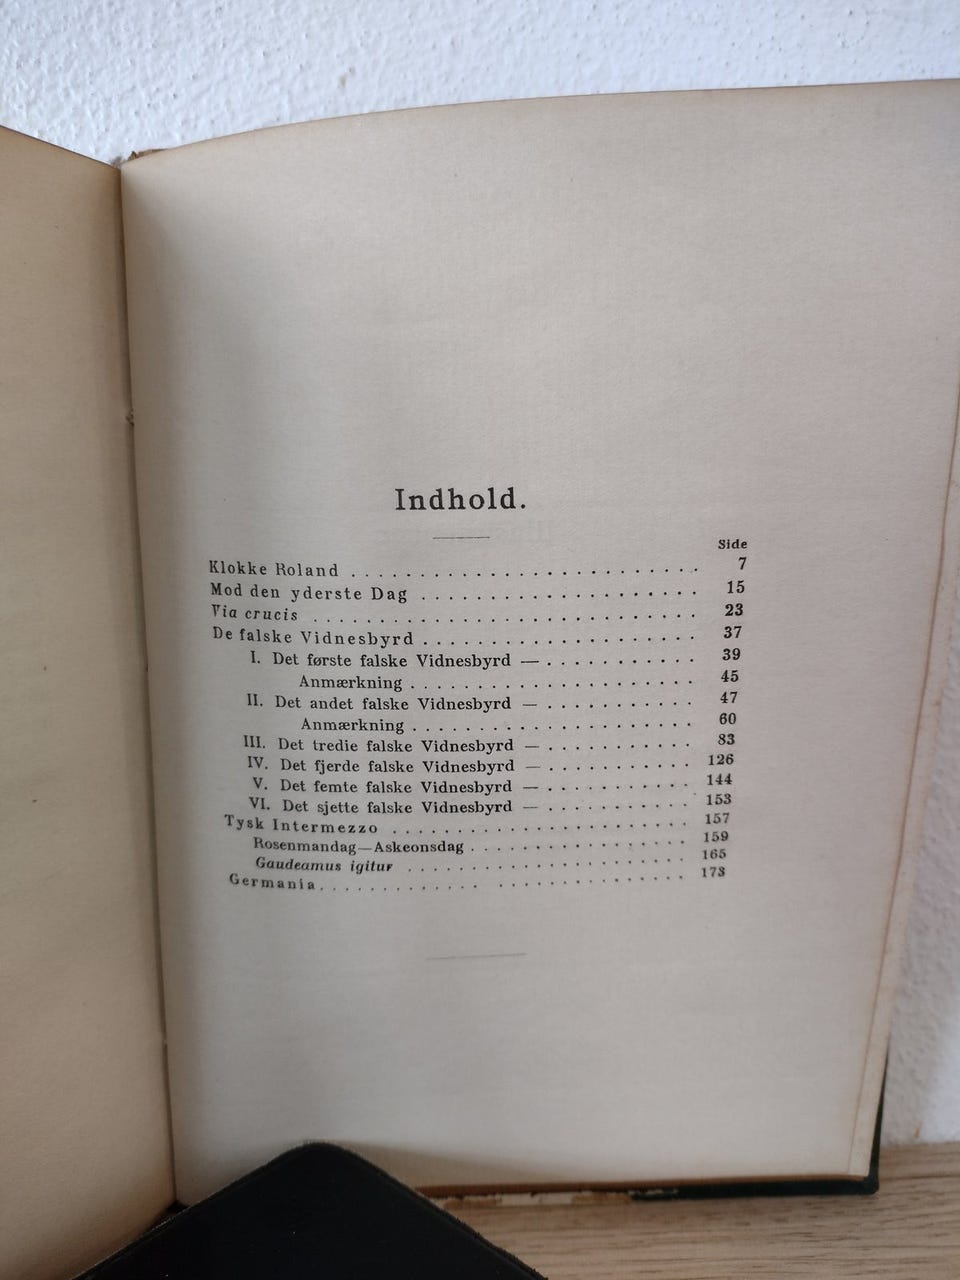 Indhold.
Side
Klokke Roland . . . . . . . . . . . . . . . . . . . . . . . . . . 7
Mod den yderste Dag . . . . . . . . . . . . . . . . . . . . . 15
Via crucis . . . . . . . . . . . . . . . . . . . . . . . . . . . . 23
De falske Vidnesbyrd . . . . . . . . . . . . . . . . . . . . 37
I. Det første falske Vidnesbyrd — . . . . . . . . . . . 39
Anmærkning . . . . . . . . . . . . . . . . . . . . . 45
II. Det andet falske Vidnesbyrd — . . . . . . . . . . . 47
Anmærkning . . . . . . . . . . . . . . . . . . . . . 60
III. Det tredie falske Vidnesbyrd — . . . . . . . . . . . 83
IV. Det fjerde falske Vidnesbyrd — . . . . . . . . . . . 126
V. Det femte falske Vidnesbyrd — . . . . . . . . . . . 144
VI. Det sjette falske Vidnesbyrd — . . . . . . . . . . . 153
Tysk Intermezzo . . . . . . . . . . . . . . . . . . . . . . 157
Rosenmandag—Askeonsdag . . . . . . . . . . . . . . . . 159
Gaudeamus igitur . . . . . . . . . . . . . . . . . . . . . 165
Germania . . . . . . . . . . . . . . . . . . . . . . . . . . 173